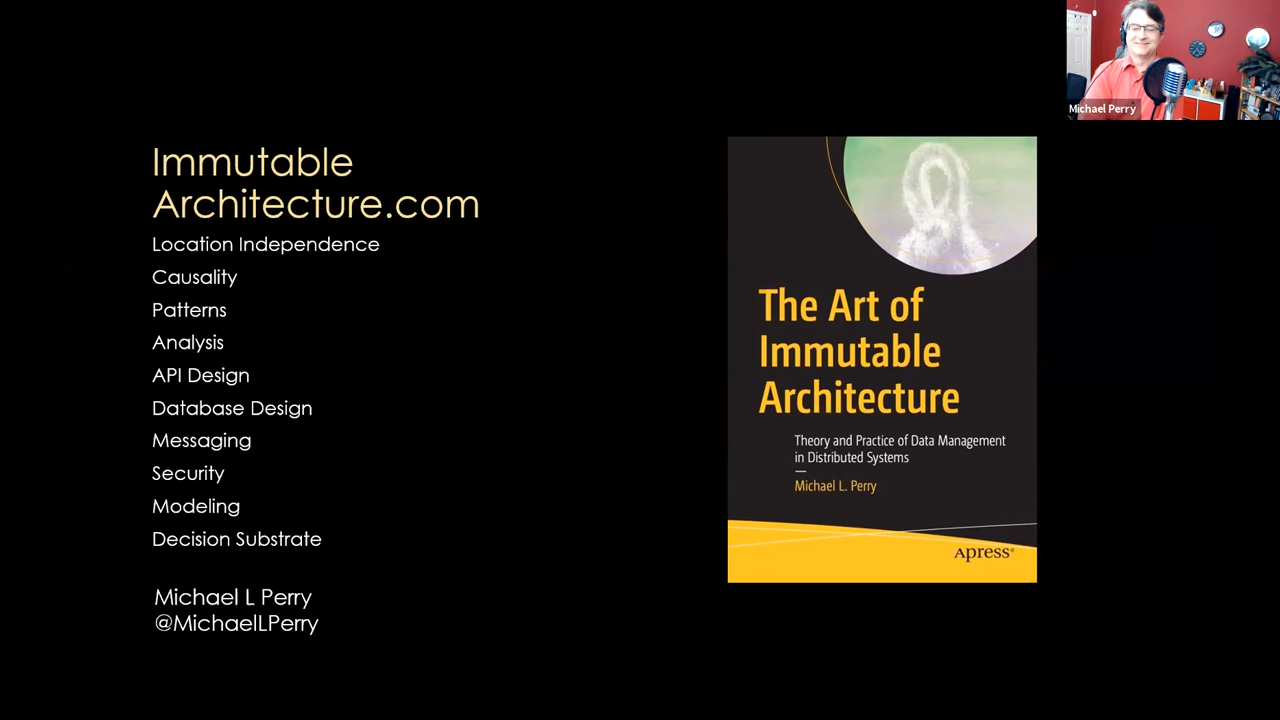 Immutable
Architecture.com
Location Independence
Causality
Patterns
Analysis
API Design
Database Design
Messaging
Security
Modeling
Decision Substrate
Michael L Perry
@MichaelLPerry
The Art of
Immutable
Architecture
Theory and Practice of Data Management
in Distributed Systems
Michael L. Perry
Apress®
Michael Perry